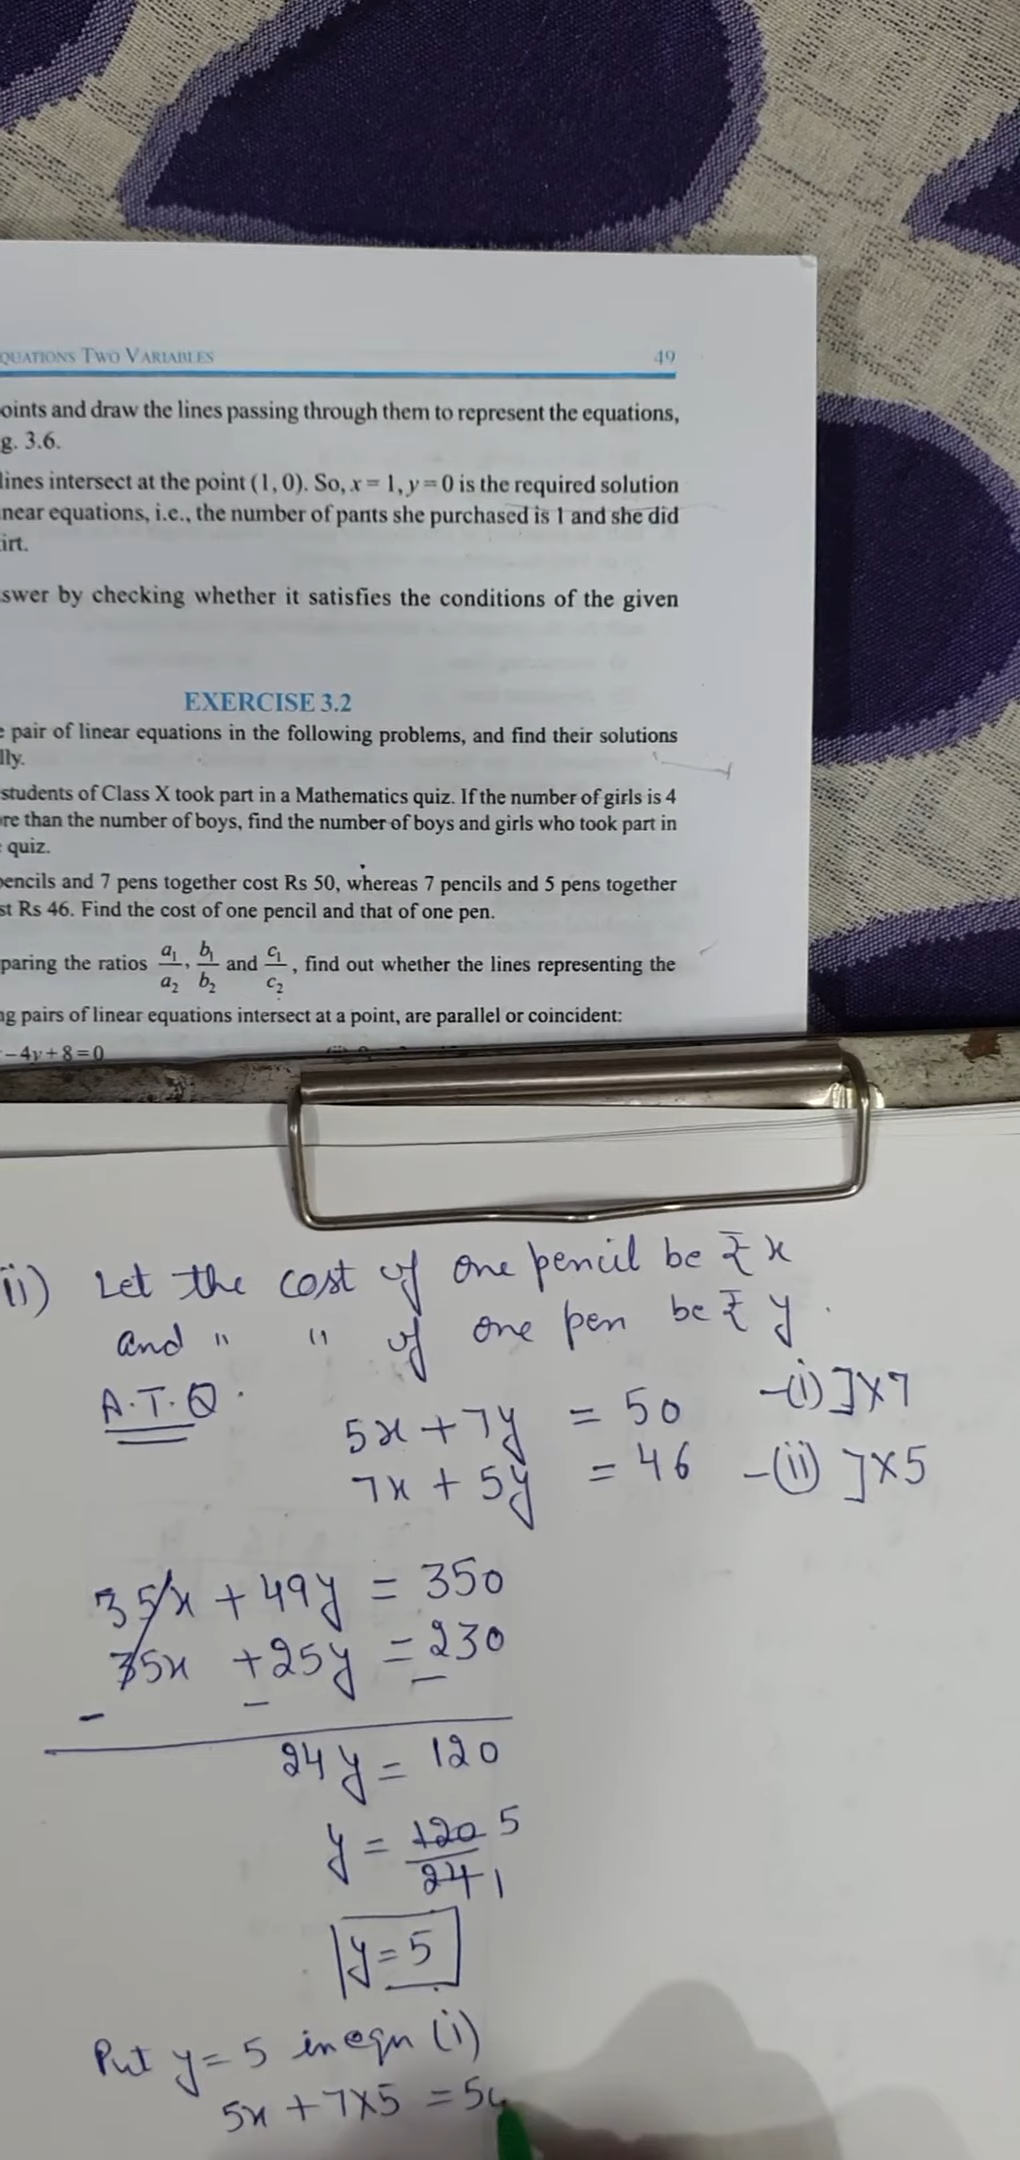 QUATIONS TWO VARIABLES 49
oints and draw the lines passing through them to represent the equations,
g. 3.6.
lines intersect at the point (1, 0). So, x = 1, y = 0 is the required solution
near equations, i.e., the number of pants she purchased is 1 and she did
irt.
swer by checking whether it satisfies the conditions of the given
EXERCISE 3.2
e pair of linear equations in the following problems, and find their solutions
lly.
students of Class X took part in a Mathematics quiz. If the number of girls is 4
re than the number of boys, find the number of boys and girls who took part in
quiz.
pencils and 7 pens together cost Rs 50, whereas 7 pencils and 5 pens together
st Rs 46. Find the cost of one pencil and that of one pen.
paring the ratios a₁/a₂, b₁/b₂ and c₁/c₂, find out whether the lines representing the
ng pairs of linear equations intersect at a point, are parallel or coincident:
– 4y + 8 = 0
ii) Let the cost of one pencil be ₹ x
and " " of one pen be ₹ y.
A.T.Q.
5x + 7y = 50 -(i) ]×7
7x + 5y = 46 -(ii) ]×5
35x + 49y = 350
35x + 25y = 230
- - -
24y = 120
y = 120/24 5/1
y = 5
Put y = 5 in eqn (i)
5x + 7×5 = 50